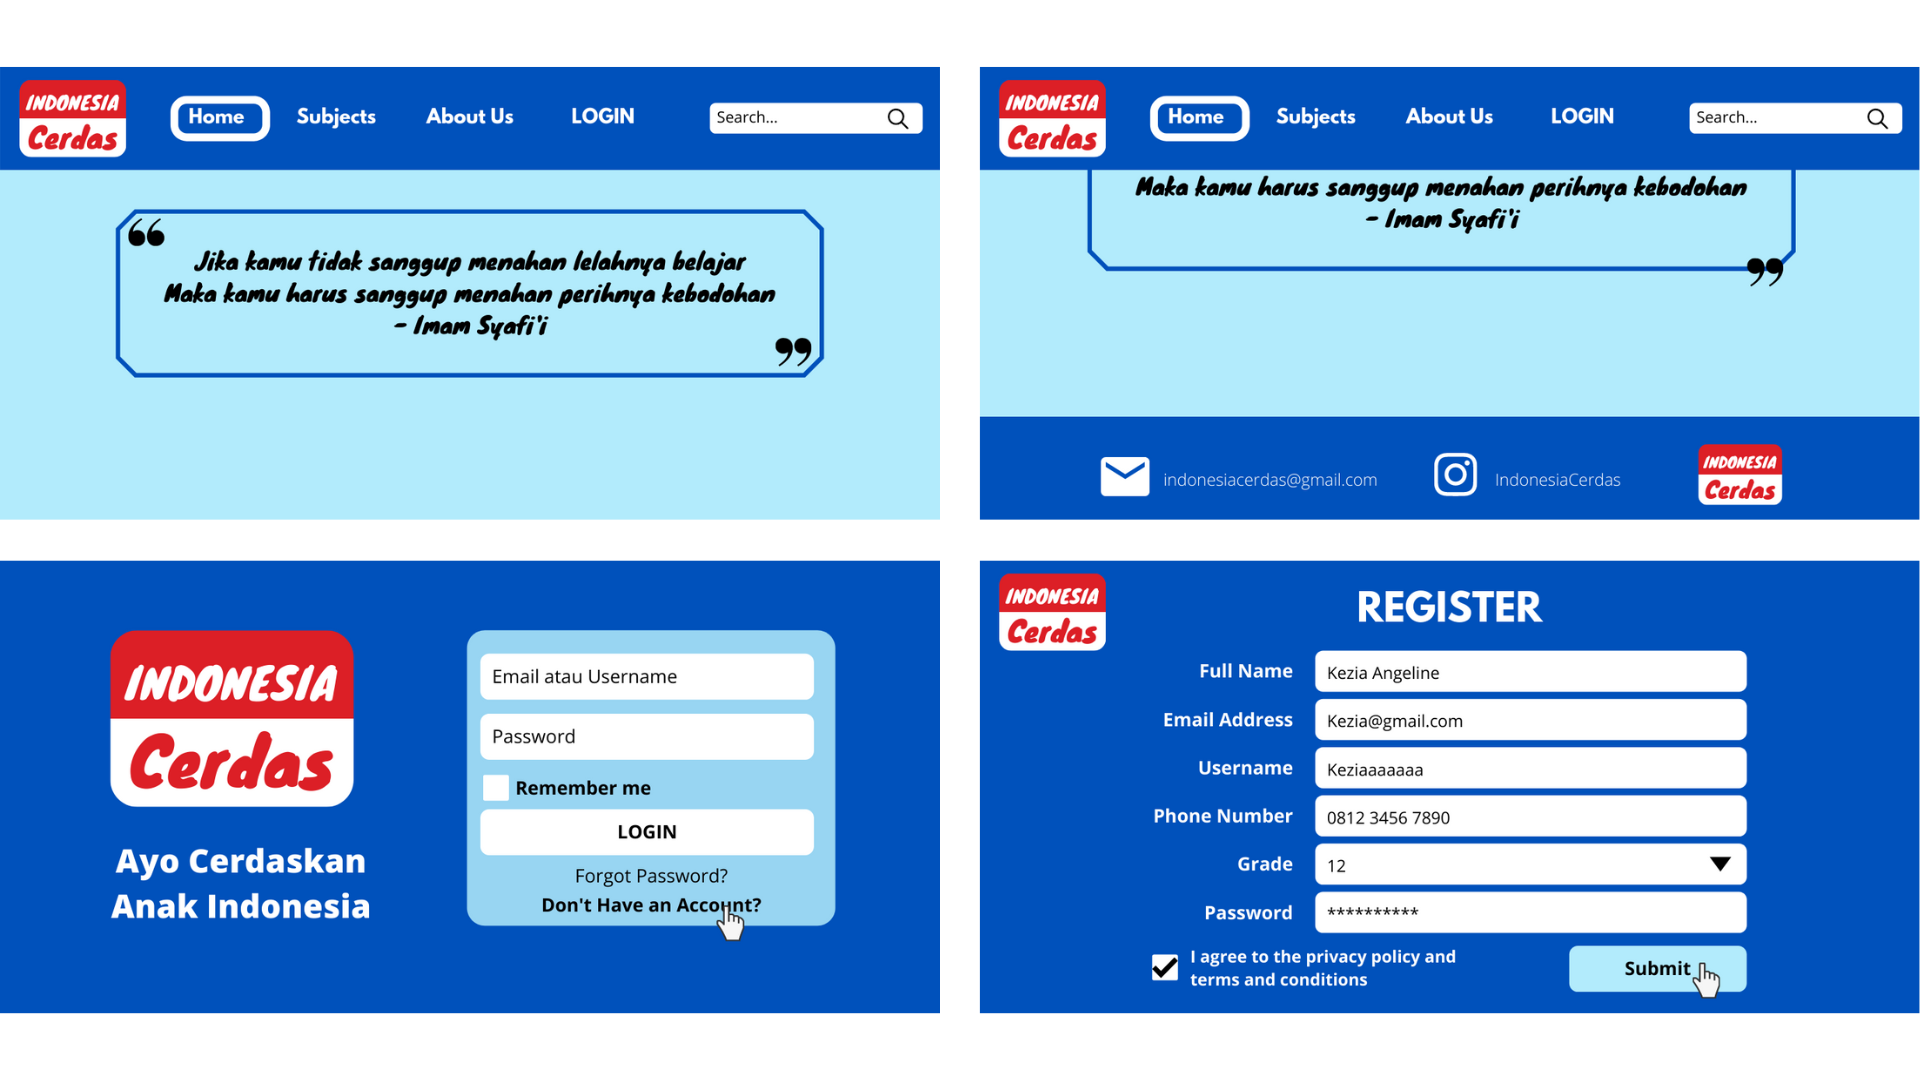 INDONESIA
Cerdas
Home
Subjects
About Us
LOGIN
Search...
“
Jika kamu tidak sanggup menahan lelahnya belajar
Maka kamu harus sanggup menahan perihnya kebodohan
- Imam Syafi'i
”
INDONESIA
Cerdas
Home
Subjects
About Us
LOGIN
Search...
Maka kamu harus sanggup menahan perihnya kebodohan
- Imam Syafi'i
”
indonesiacerdas@gmail.com
IndonesiaCerdas
INDONESIA
Cerdas
INDONESIA
Cerdas
Ayo Cerdaskan
Anak Indonesia
Email atau Username
Password
Remember me
LOGIN
Forgot Password?
Don't Have an Account?
INDONESIA
Cerdas
REGISTER
Full Name
Kezia Angeline
Email Address
Kezia@gmail.com
Username
Keziaaaaaaa
Phone Number
0812 3456 7890
Grade
12
Password
**********
I agree to the privacy policy and
terms and conditions
Submit